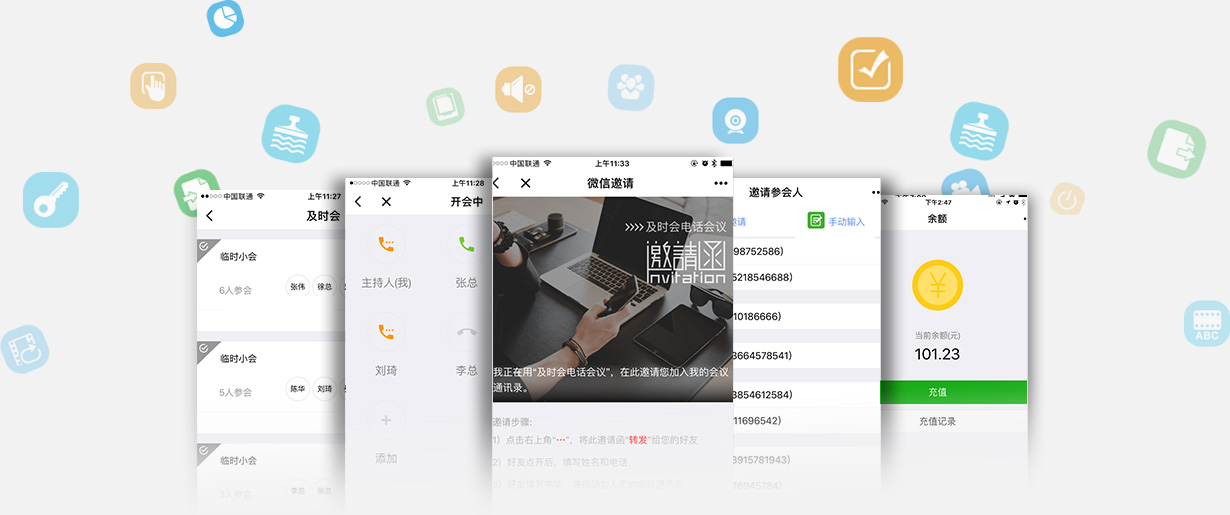 中国联通
上午11:27
及时会
临时小会
6人参会
张伟
徐总
临时小会
5人参会
陈华
刘琦
临时小会
3人参会
李总
张总
中国联通
上午11:28
开会中
主持人(我)
张总
刘琦
李总
添加
中国联通
上午11:33
微信邀请
>>>> 及时会电话会议
邀請函
Invitation
我正在用“及时会电话会议”，在此邀请您加入我的会议
通讯录。
邀请步骤:
1）点击右上角“···”，将此邀请函“转发”给您的好友
2）好友点开后，填写姓名和电话
邀请参会人
邀请
手动输入
98752586)
5218546688)
10186666)
3664578541)
3854612584)
11696542)
3915781943)
16945784)
下午2:47
余额
当前余额(元)
101.23
充值
充值记录
ABC